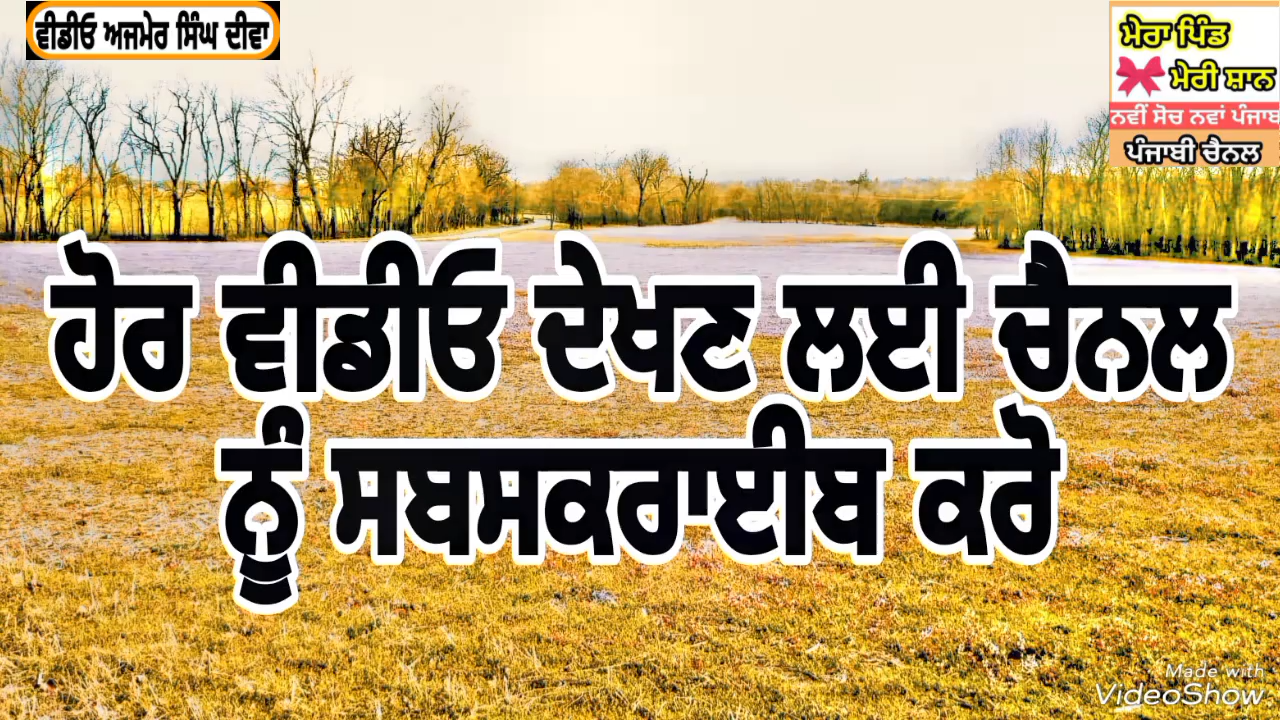 ਵੀਡੀਓ ਅਜਮੇਰ ਸਿੰਘ ਦੀਵਾ
ਮੇਰਾ ਪਿੰਡ
ਮੇਰੀ ਸ਼ਾਨ
ਨਵੀਂ ਸੋਚ ਨਵਾਂ ਪੰਜਾਬ
ਪੰਜਾਬੀ ਚੈਨਲ
ਹੋਰ ਵੀਡੀਓ ਦੇਖਣ ਲਈ ਚੈਨਲ
ਨੂੰ ਸਬਸਕਰਾਈਬ ਕਰੋ
Made with
VideoShow